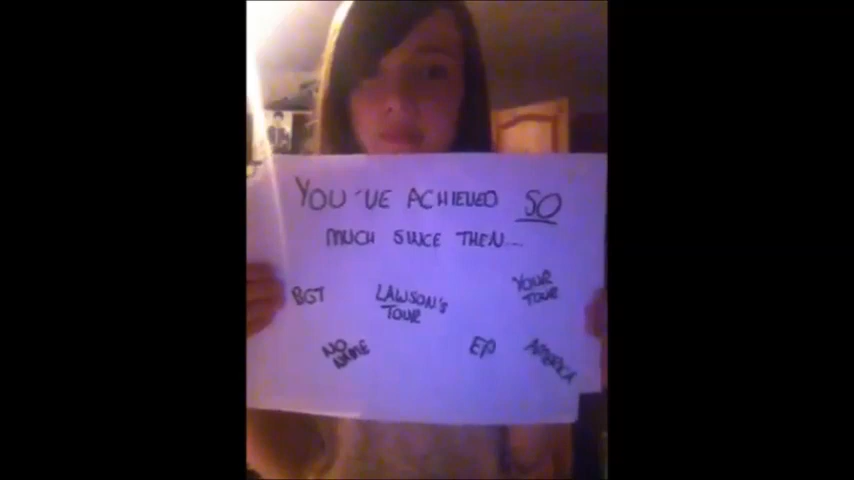 YOU'VE ACHIEVED SO
MUCH SINCE THEN...
BGT
LAWSON'S
TOUR
YOUR
TOUR
NO
NAME
EP
AMERICA